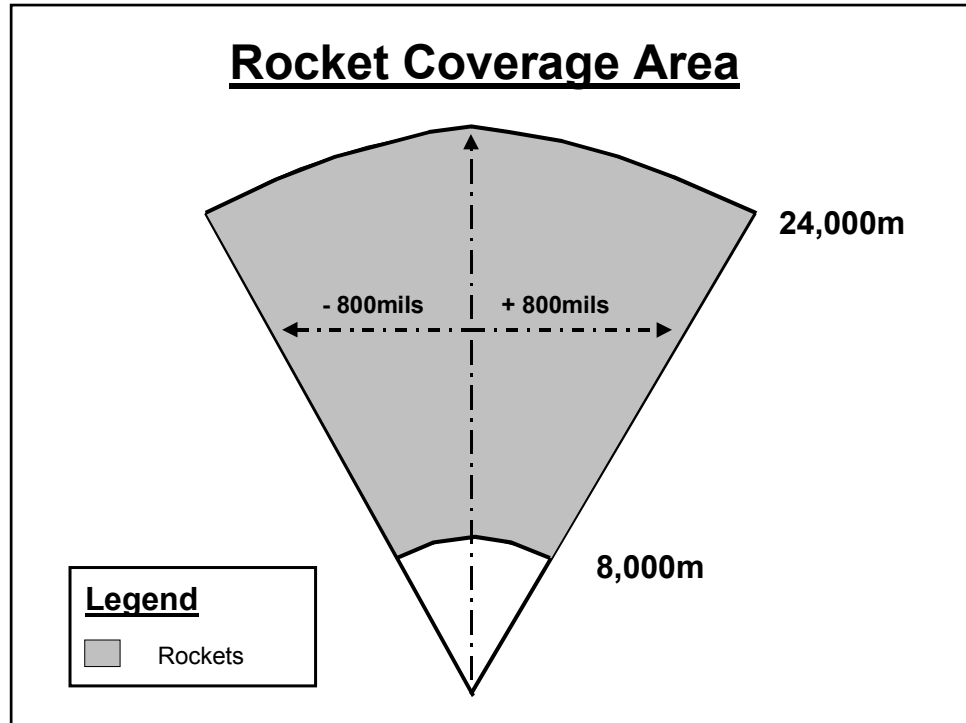 Rocket Coverage Area
24,000m
- 800mils + 800mils
8,000m
Legend
Rockets